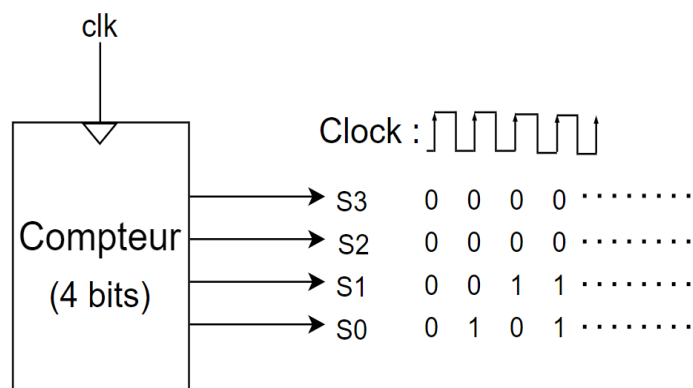 clk
Clock :
Compteur
(4 bits)
S3 0 0 0 0 ........
S2 0 0 0 0 ........
S1 0 0 1 1 ........
S0 0 1 0 1 ........